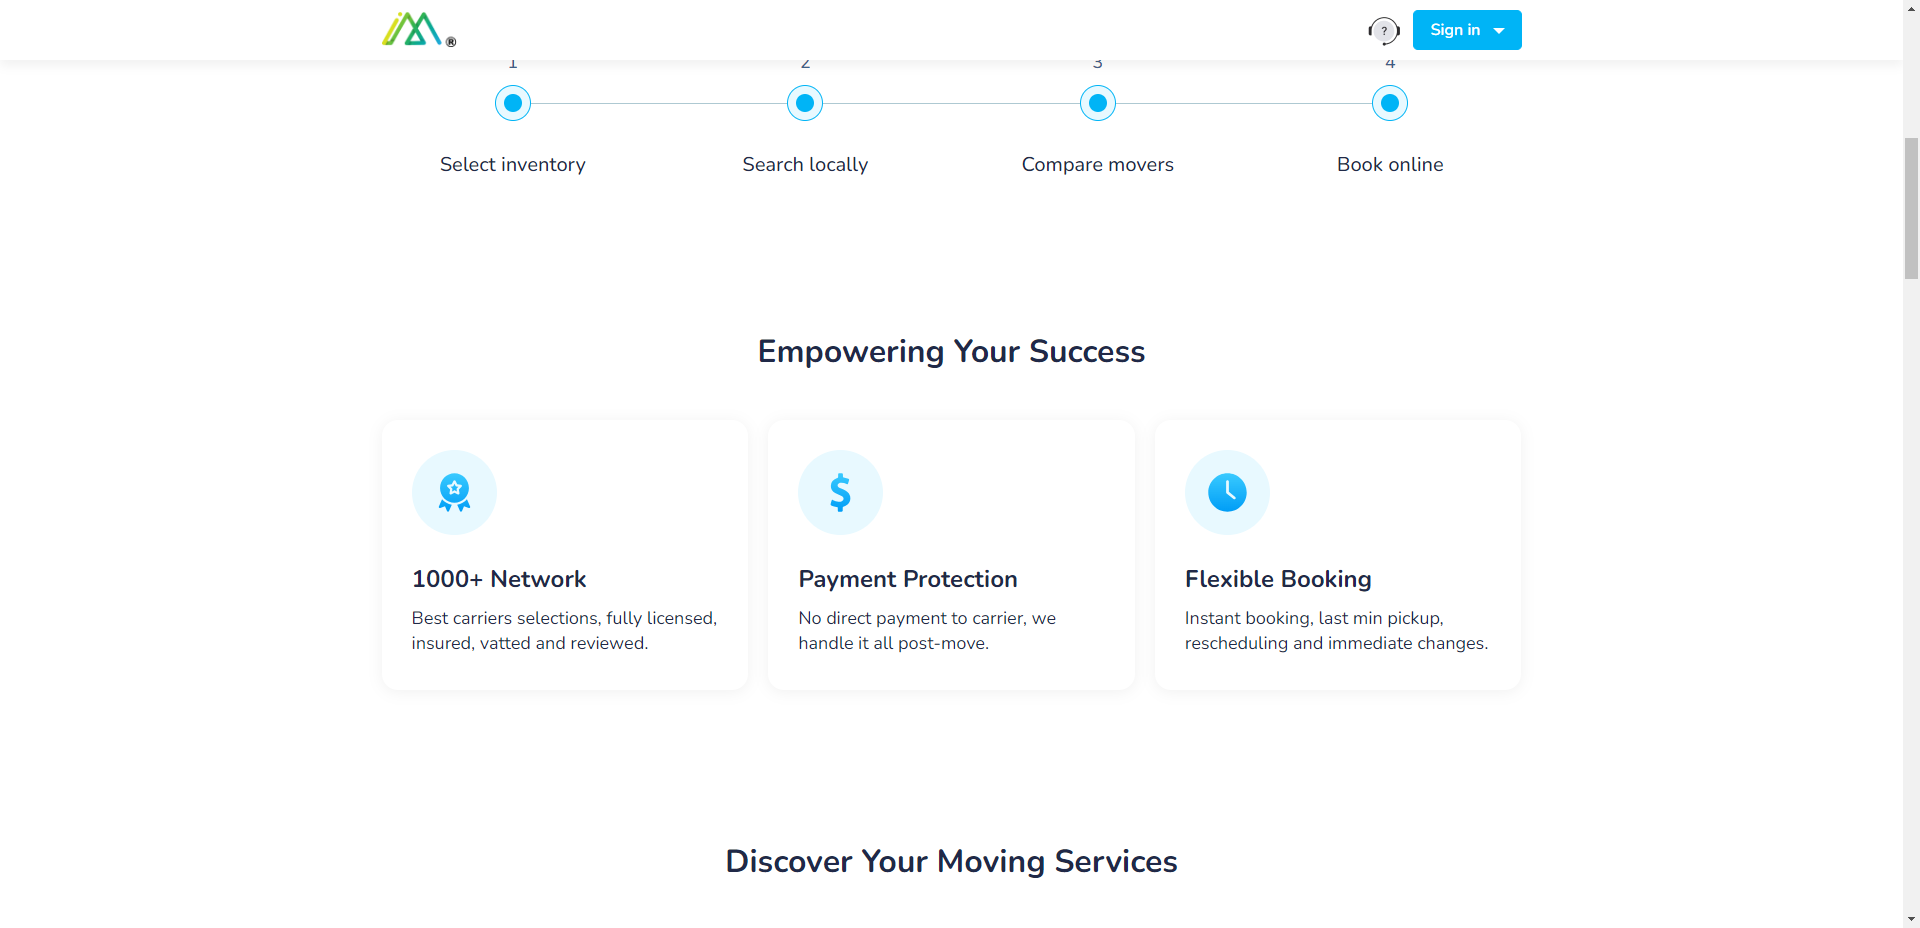 ®
?
Sign in
1
2
3
4
Select inventory
Search locally
Compare movers
Book online
Empowering Your Success
1000+ Network
Best carriers selections, fully licensed,
insured, vatted and reviewed.
$
Payment Protection
No direct payment to carrier, we
handle it all post-move.
Flexible Booking
Instant booking, last min pickup,
rescheduling and immediate changes.
Discover Your Moving Services